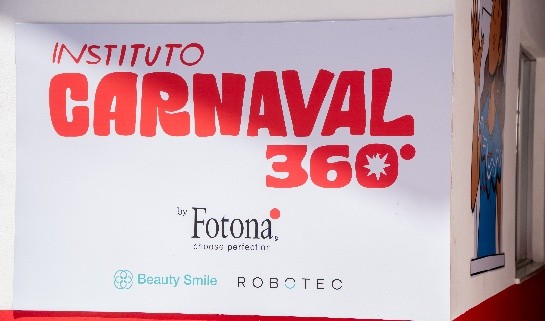 INSTITUTO
CARNAVAL
360°
by Fotona
choose perfection
Beauty Smile ROBOTEC